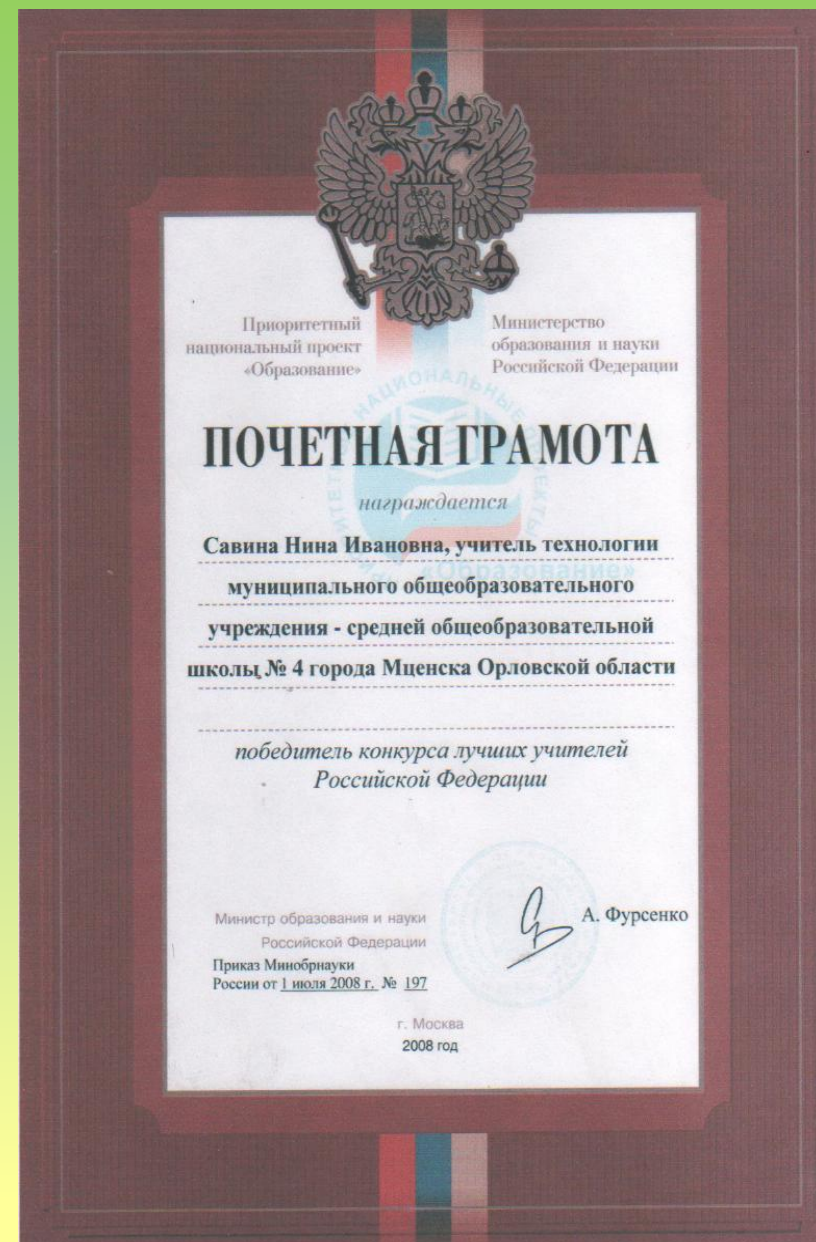 Приоритетный
национальный проект
«Образование»
Министерство
образования и науки
Российской Федерации
ПОЧЕТНАЯ ГРАМОТА
награждается
Савина Нина Ивановна, учитель технологии
«Образование»
муниципального общеобразовательного
учреждения - средней общеобразовательной
школы № 4 города Мценска Орловской области
победитель конкурса лучших учителей
Российской Федерации
Министр образования и науки
Российской Федерации
А. Фурсенко
Приказ Минобрнауки
России от 1 июля 2008 г. № 197
г. Москва
2008 год